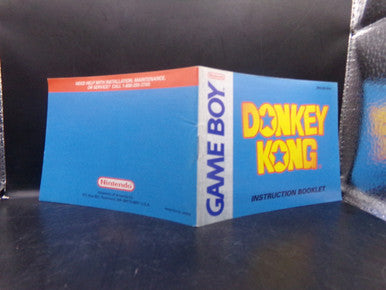 NEED HELP WITH INSTALLATION, MAINTENANCE,
OR SERVICE? CALL 1-800-255-3700
Nintendo
GAME BOY
Nintendo
DONKEY
KONG
INSTRUCTION BOOKLET